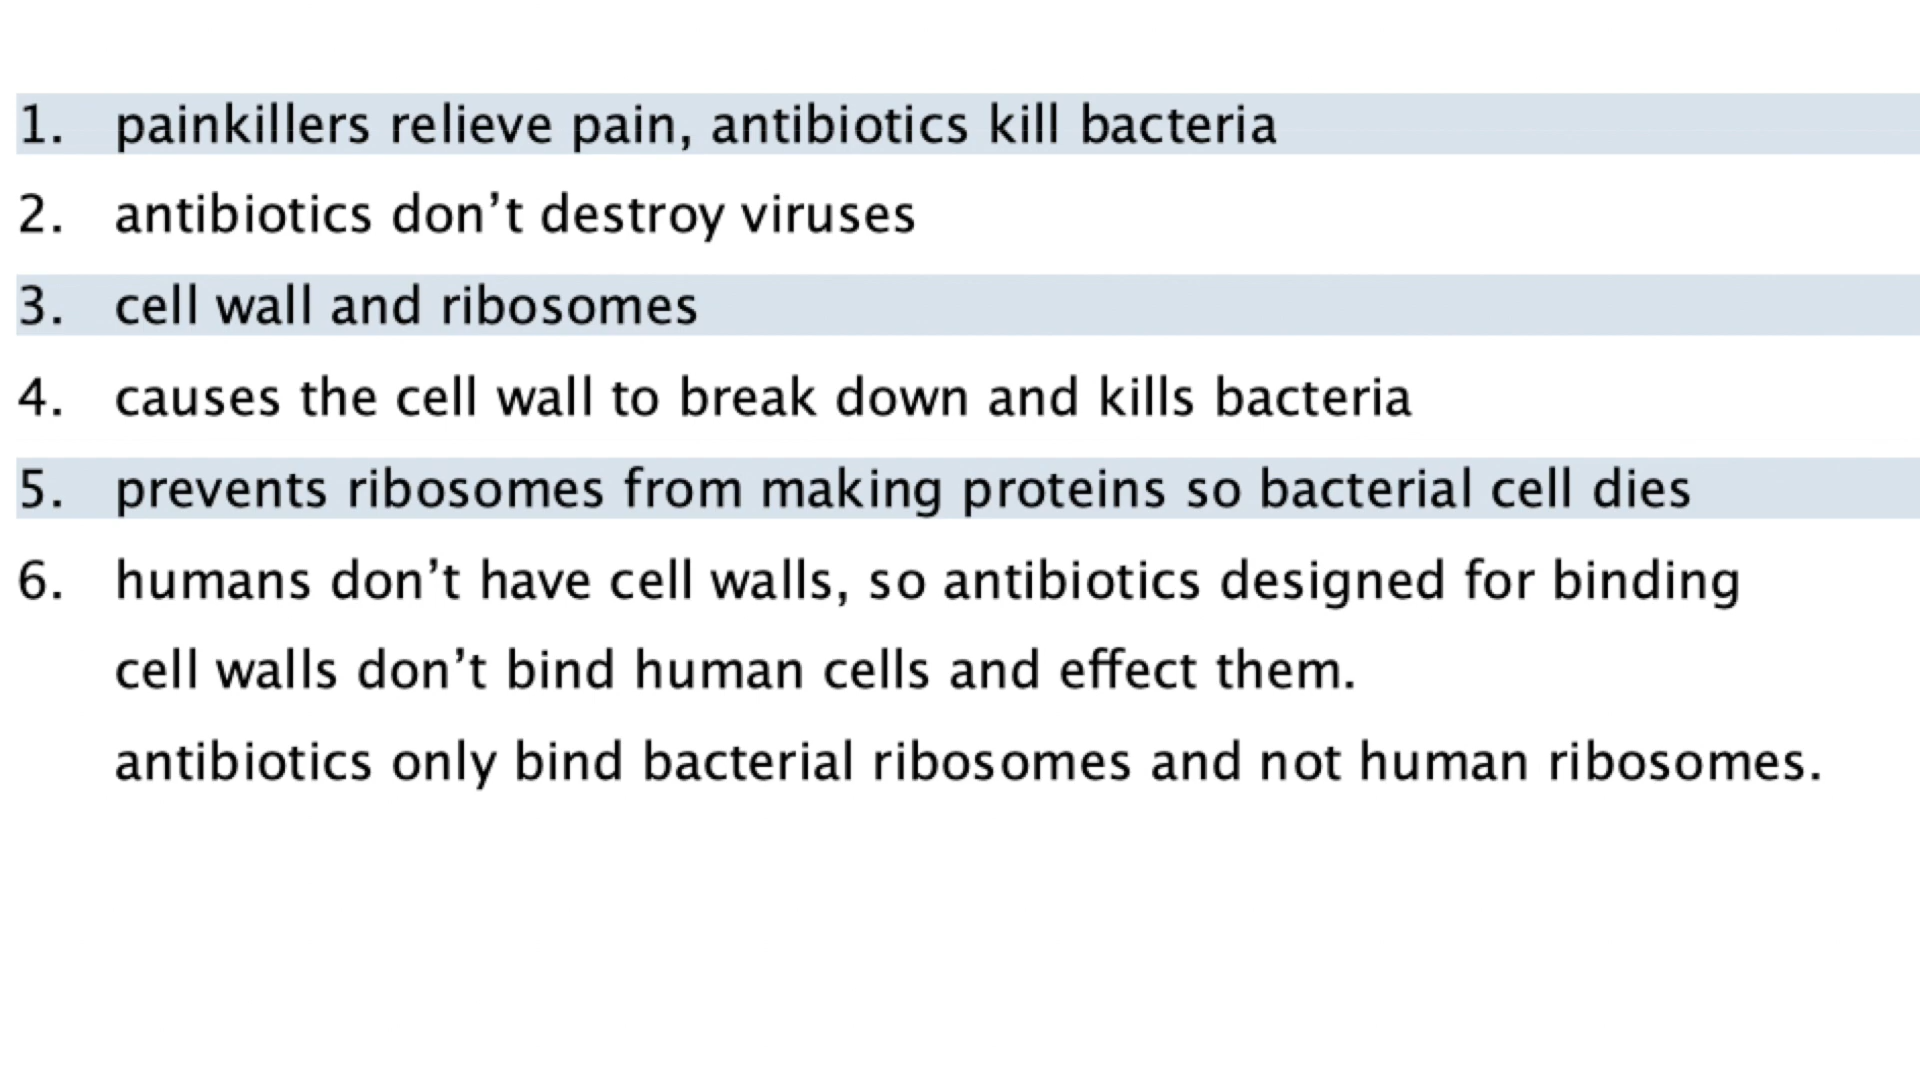 1. painkillers relieve pain, antibiotics kill bacteria
2. antibiotics don’t destroy viruses
3. cell wall and ribosomes
4. causes the cell wall to break down and kills bacteria
5. prevents ribosomes from making proteins so bacterial cell dies
6. humans don’t have cell walls, so antibiotics designed for binding
cell walls don’t bind human cells and effect them.
antibiotics only bind bacterial ribosomes and not human ribosomes.